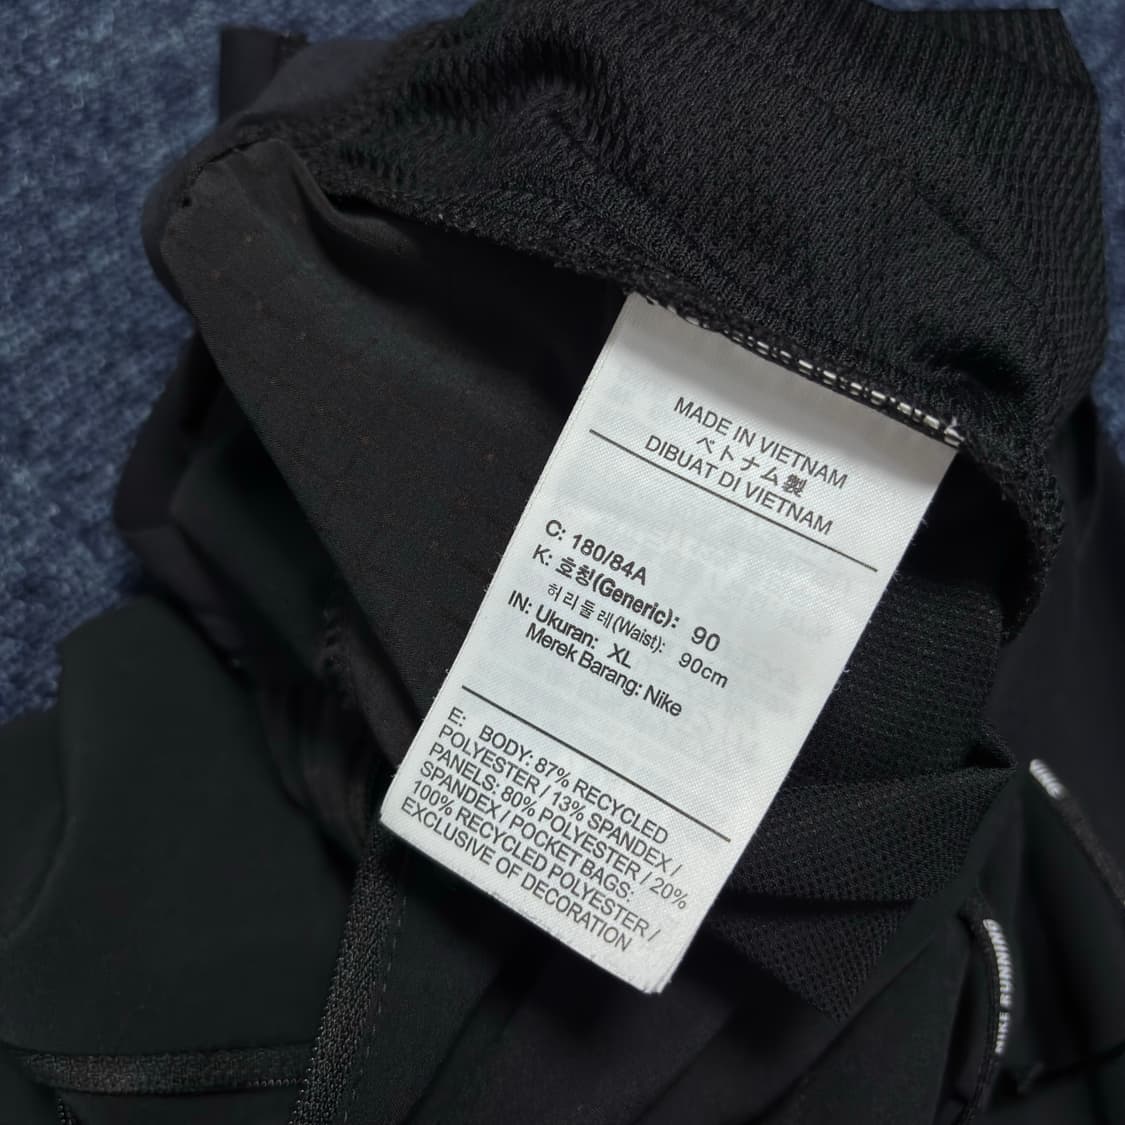 MADE IN VIETNAM
ベトナム製
DIBUAT DI VIETNAM
C: 180/84A
K: 호칭(Generic): 90
허리둘레(Waist): 90cm
IN: Ukuran: XL
Merek Barang: Nike
E: BODY: 87% RECYCLED
POLYESTER / 13% SPANDEX /
PANELS: 80% POLYESTER / 20%
SPANDEX / POCKET BAGS:
100% RECYCLED POLYESTER /
EXCLUSIVE OF DECORATION
NIKE RUNNING